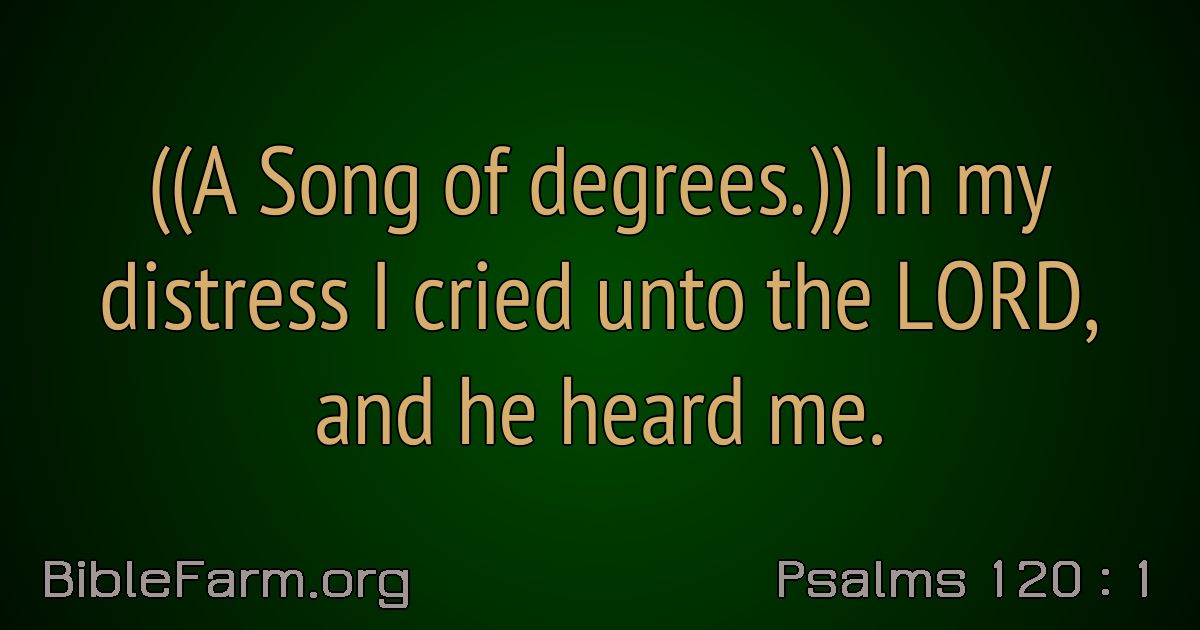 ((A Song of degrees.)) In my
distress I cried unto the LORD,
and he heard me.
BibleFarm.org
Psalms 120 : 1